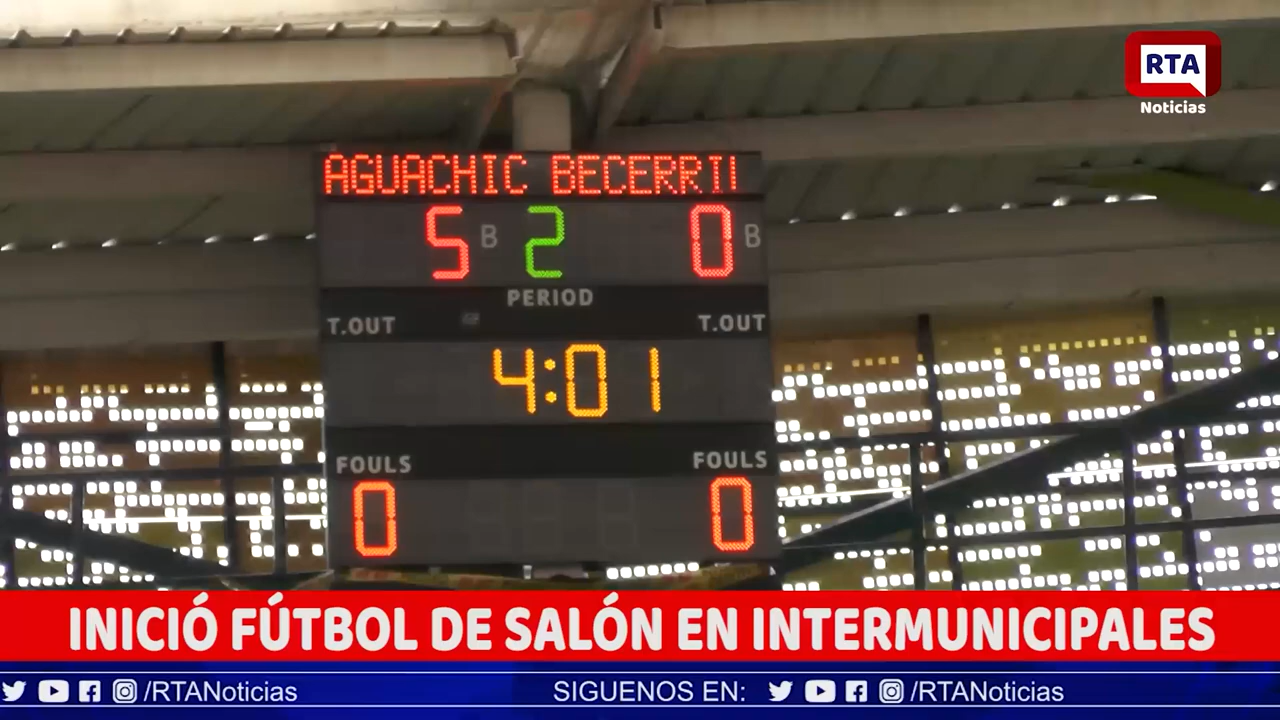 RTA
Noticias
AGUACHIC BECERRIL
5 B 2 0 B
PERIOD
T.OUT T.OUT
4:01
FOULS FOULS
0 0
INICIÓ FÚTBOL DE SALÓN EN INTERMUNICIPALES
/RTANoticias SIGUENOS EN: /RTANoticias